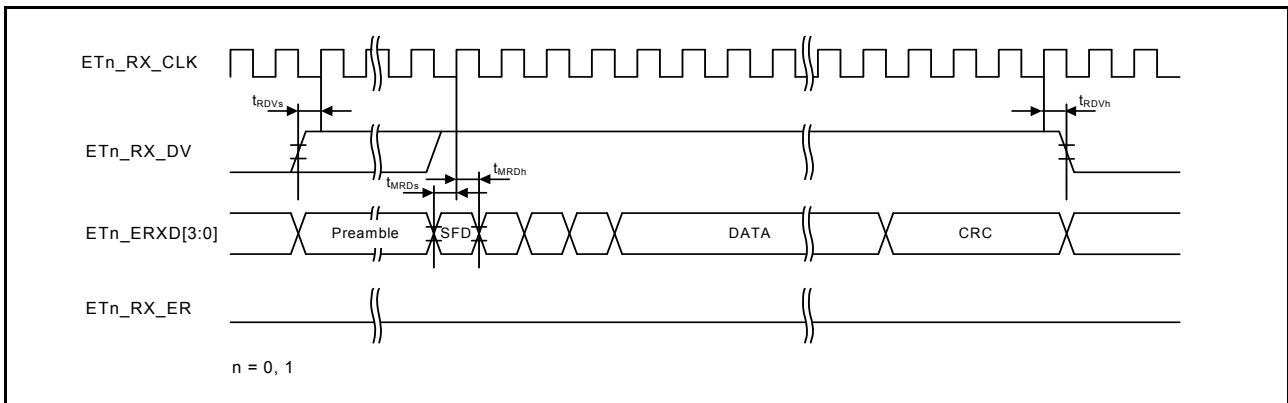 ETn_RX_CLK
tRDVs
tRDVh
ETn_RX_DV
tMRDh
tMRDs
ETn_ERXD[3:0]
Preamble
SFD
DATA
CRC
ETn_RX_ER
n = 0, 1